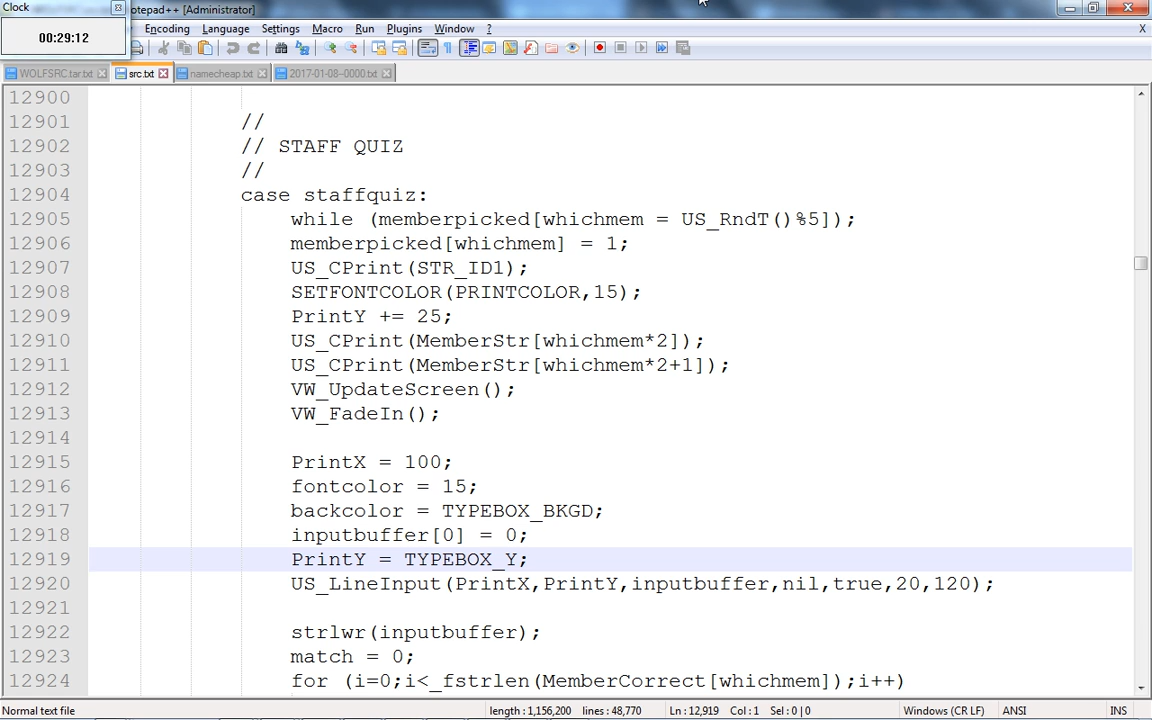 Clock
otepad++ [Administrator]
00:29:12
Encoding Language Settings Macro Run Plugins Window ? X
WOLFSRC.tar.txt src.txt namecheap.txt 2017-01-08--0000.txt
12900
12901 //
12902 // STAFF QUIZ
12903 //
12904 case staffquiz:
12905 while (memberpicked[whichmem = US_RndT()%5]);
12906 memberpicked[whichmem] = 1;
12907 US_CPrint(STR_ID1);
12908 SETFONTCOLOR(PRINTCOLOR,15);
12909 PrintY += 25;
12910 US_CPrint(MemberStr[whichmem*2]);
12911 US_CPrint(MemberStr[whichmem*2+1]);
12912 VW_UpdateScreen();
12913 VW_FadeIn();
12914
12915 PrintX = 100;
12916 fontcolor = 15;
12917 backcolor = TYPEBOX_BKGD;
12918 inputbuffer[0] = 0;
12919 PrintY = TYPEBOX_Y;
12920 US_LineInput(PrintX,PrintY,inputbuffer,nil,true,20,120);
12921
12922 strlwr(inputbuffer);
12923 match = 0;
12924 for (i=0;i<_fstrlen(MemberCorrect[whichmem]);i++)
Normal text file length : 1,156,200 lines : 48,770 Ln : 12,919 Col : 1 Sel : 0 | 0 Windows (CR LF) ANSI INS